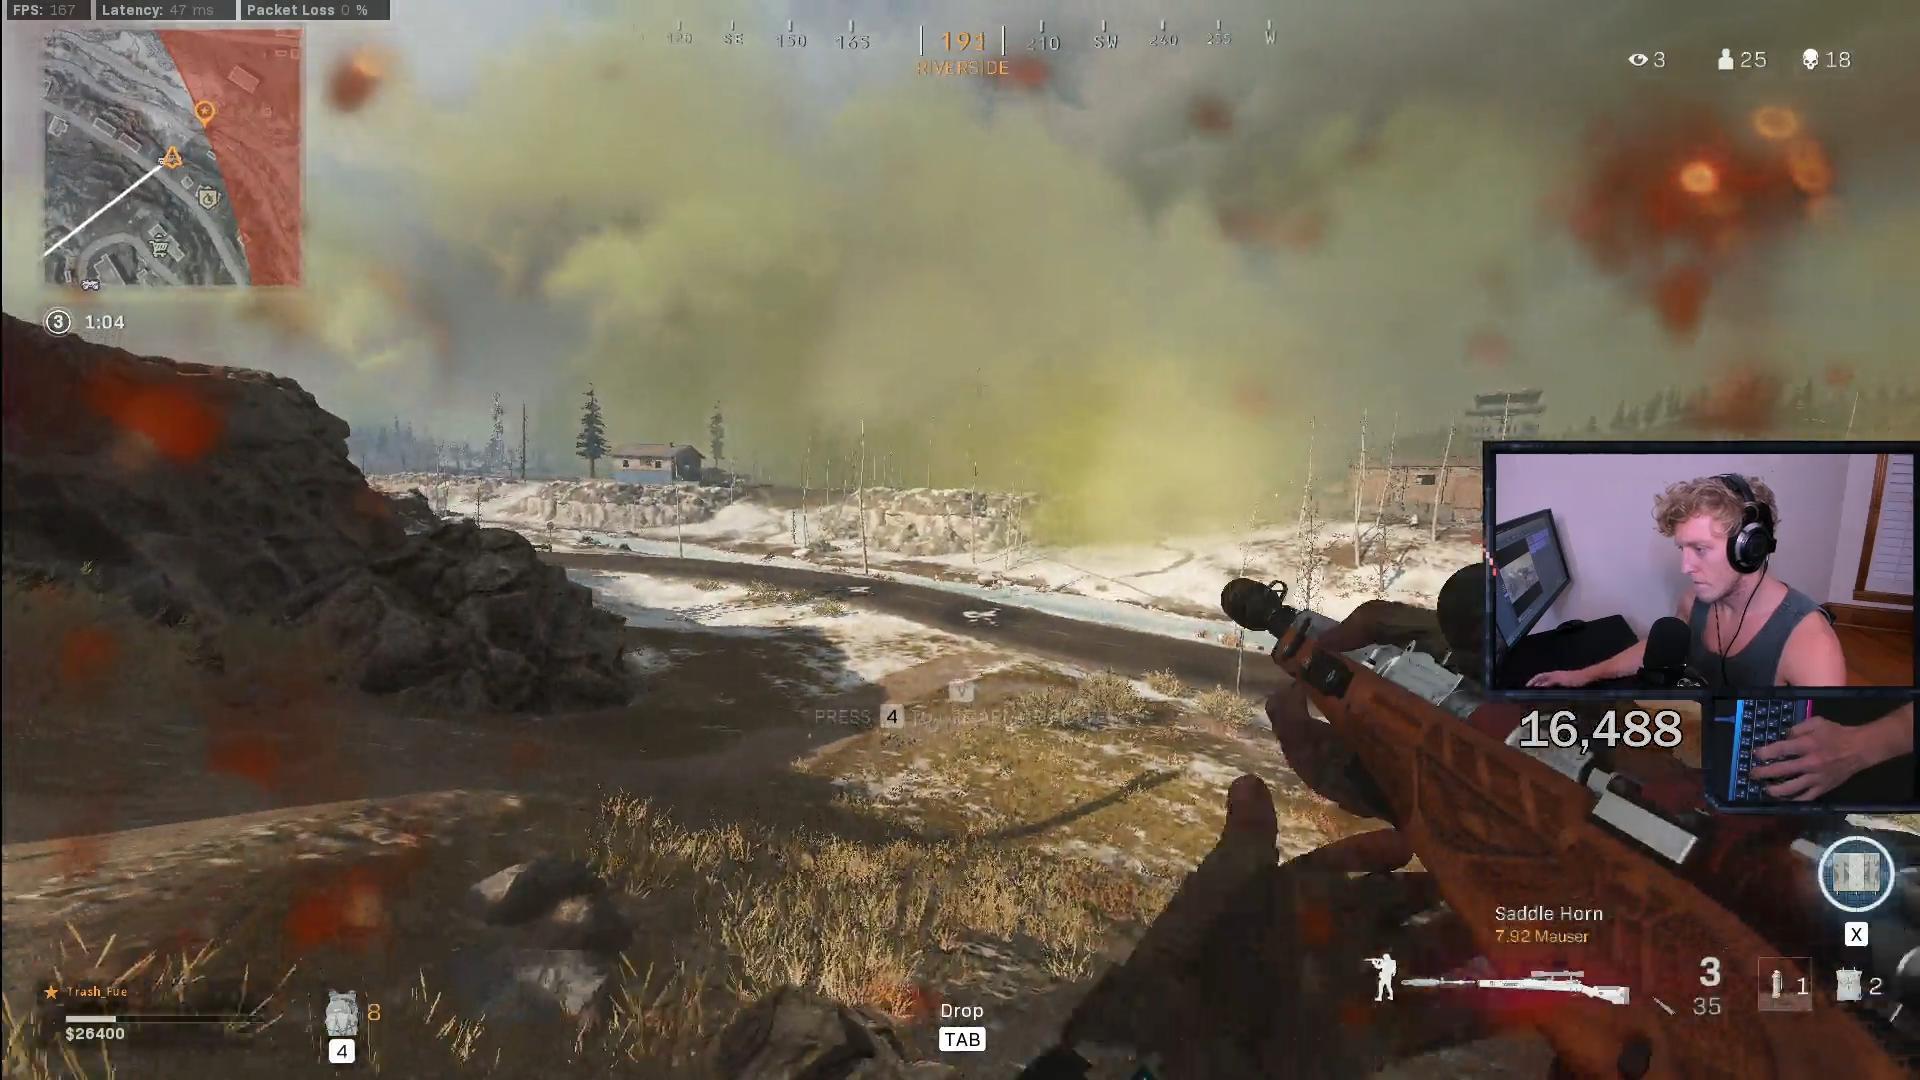 FPS: 167 Latency: 47 ms Packet Loss 0 %
120 SE 150 165 191 210 SW 240 255 W
RIVERSIDE
3 25 18
3 1:04
V
PRESS 4
16,488
Saddle Horn
7.92 Mauser
X
Trash_Fue
$26400
8
4
Drop
TAB
3
35
1
2